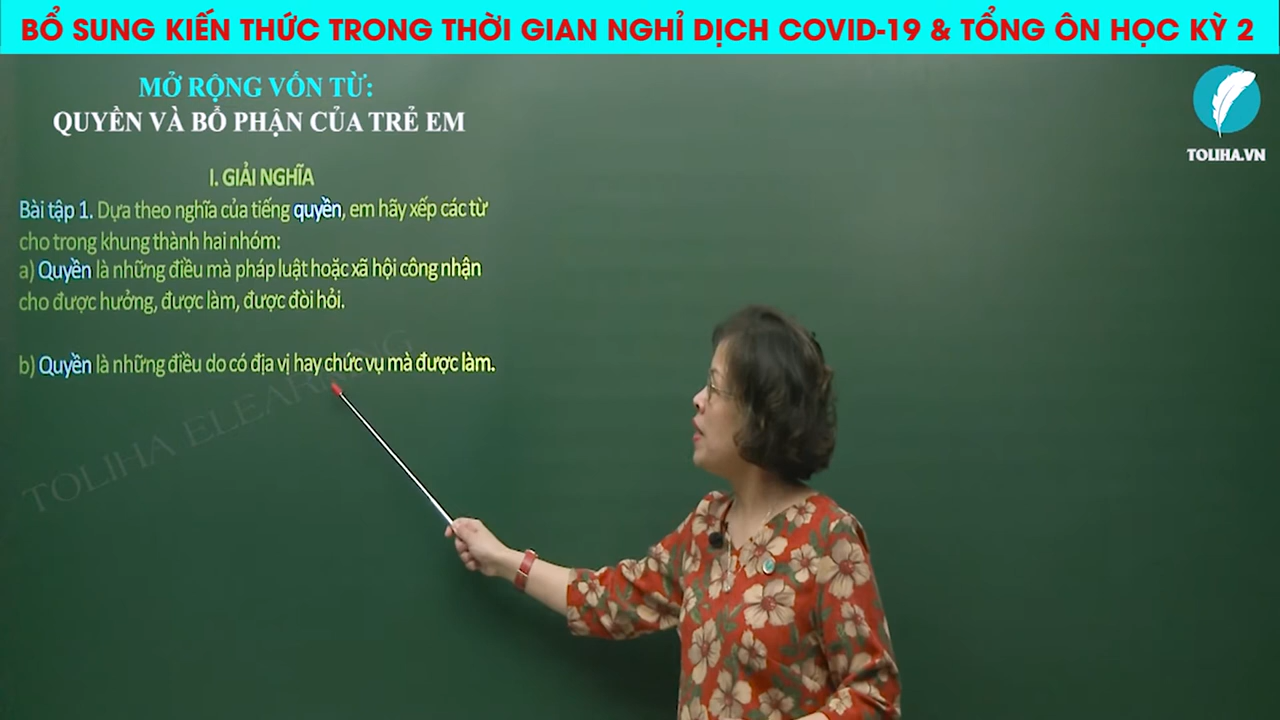 BỔ SUNG KIẾN THỨC TRONG THỜI GIAN NGHỈ DỊCH COVID-19 & TỔNG ÔN HỌC KỲ 2
MỞ RỘNG VỐN TỪ:
QUYỀN VÀ BỔ PHẬN CỦA TRẺ EM
TOLIHA.VN
I. GIẢI NGHĨA
Bài tập 1. Dựa theo nghĩa của tiếng quyền, em hãy xếp các từ
cho trong khung thành hai nhóm:
a) Quyền là những điều mà pháp luật hoặc xã hội công nhận
cho được hưởng, được làm, được đòi hỏi.
b) Quyền là những điều do có địa vị hay chức vụ mà được làm.
TOLIHA ELEARNING